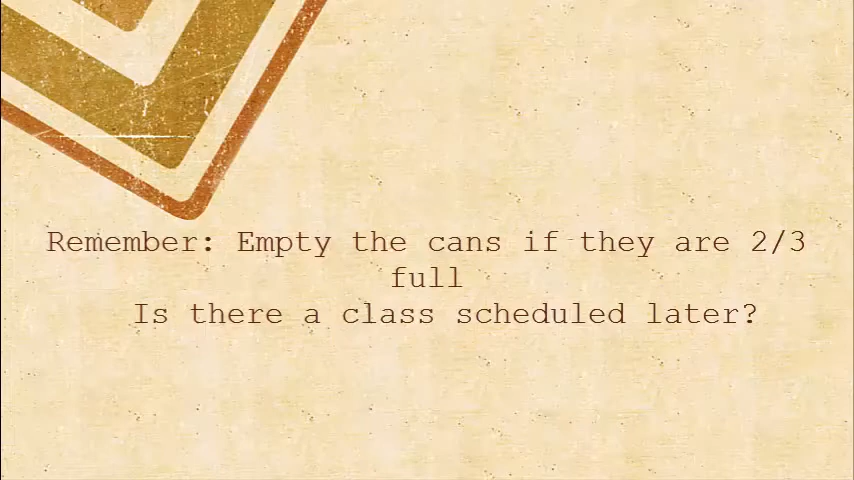 Remember: Empty the cans if they are 2/3
full
Is there a class scheduled later?